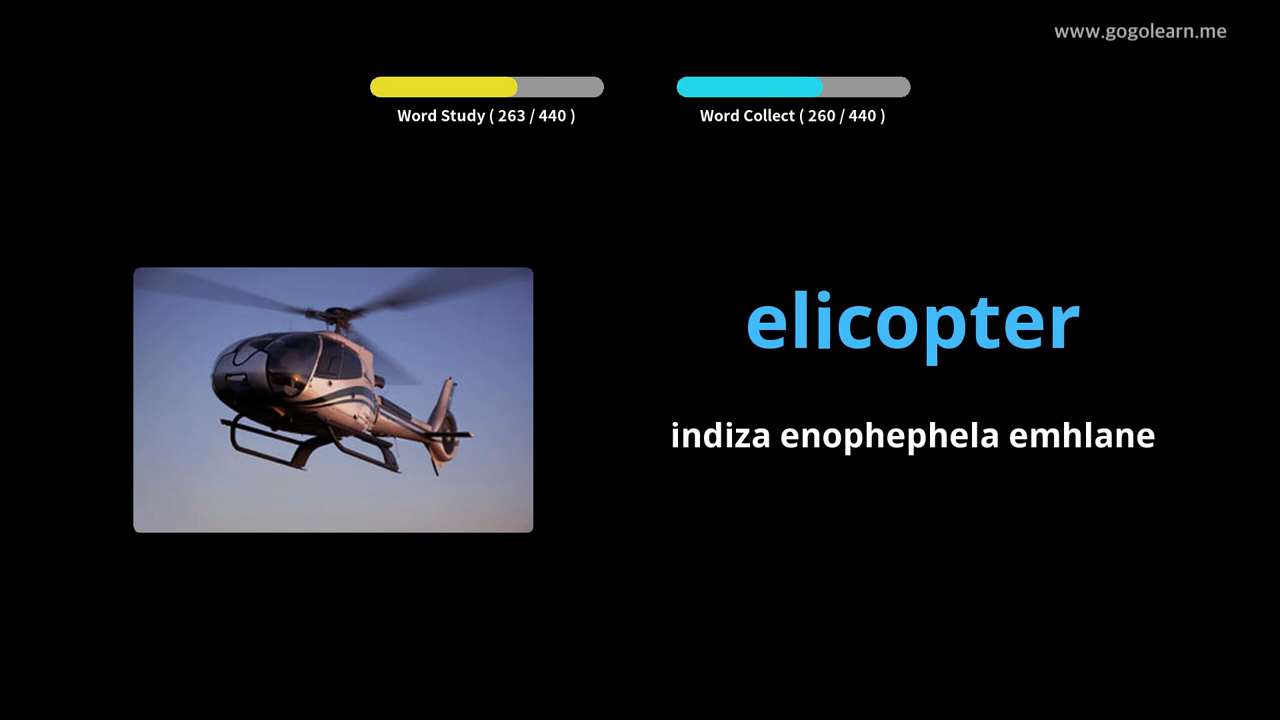 www.gogolearn.me
Word Study ( 263 / 440 )
Word Collect ( 260 / 440 )
elicopter
indiza enophephela emhlane